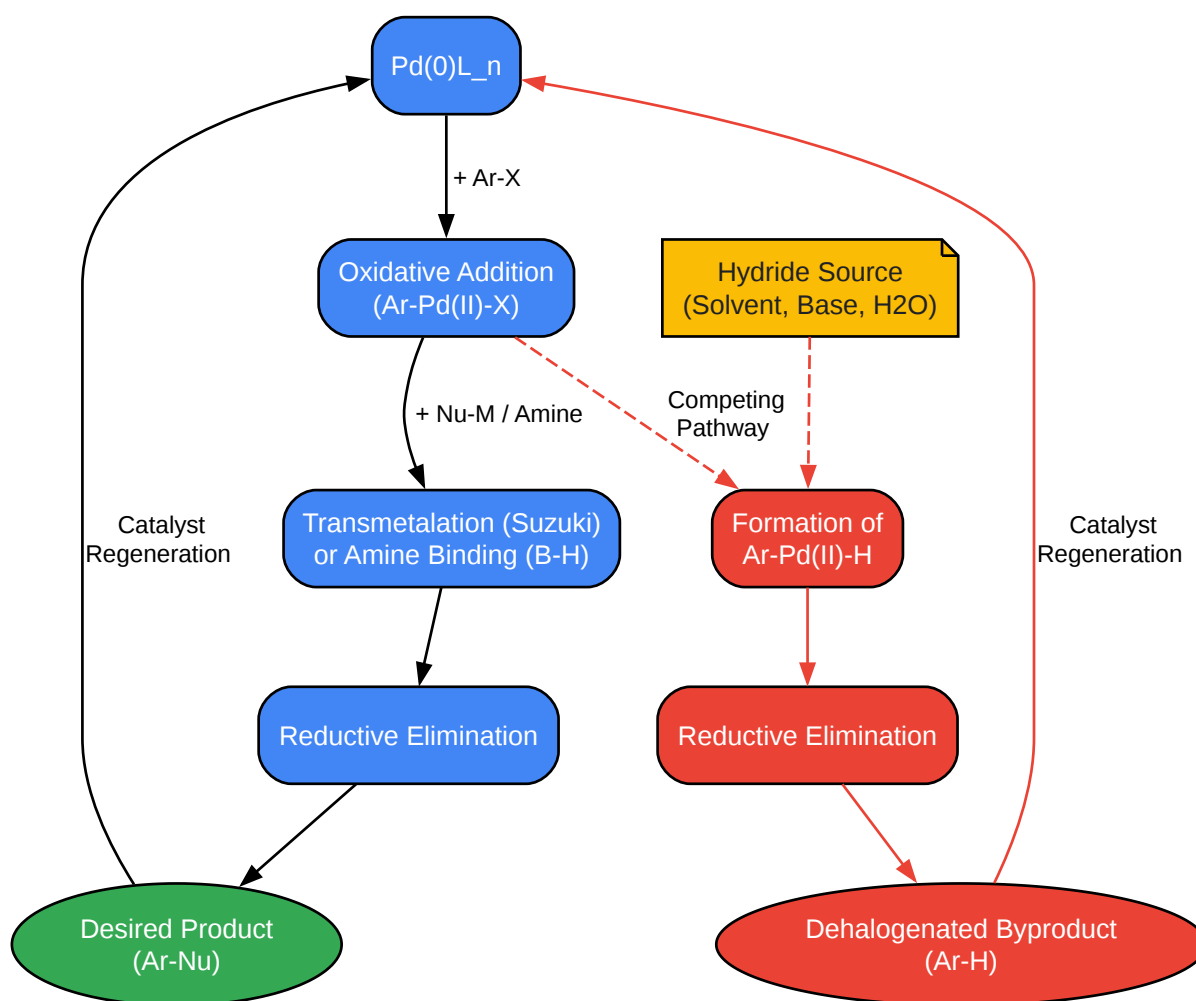 Pd(0)L_n
+ Ar-X
Oxidative Addition
(Ar-Pd(II)-X)
Hydride Source
(Solvent, Base, H2O)
+ Nu-M / Amine
Competing
Pathway
Catalyst
Regeneration
Transmetalation (Suzuki)
or Amine Binding (B-H)
Formation of
Ar-Pd(II)-H
Catalyst
Regeneration
Reductive Elimination
Reductive Elimination
Desired Product
(Ar-Nu)
Dehalogenated Byproduct
(Ar-H)